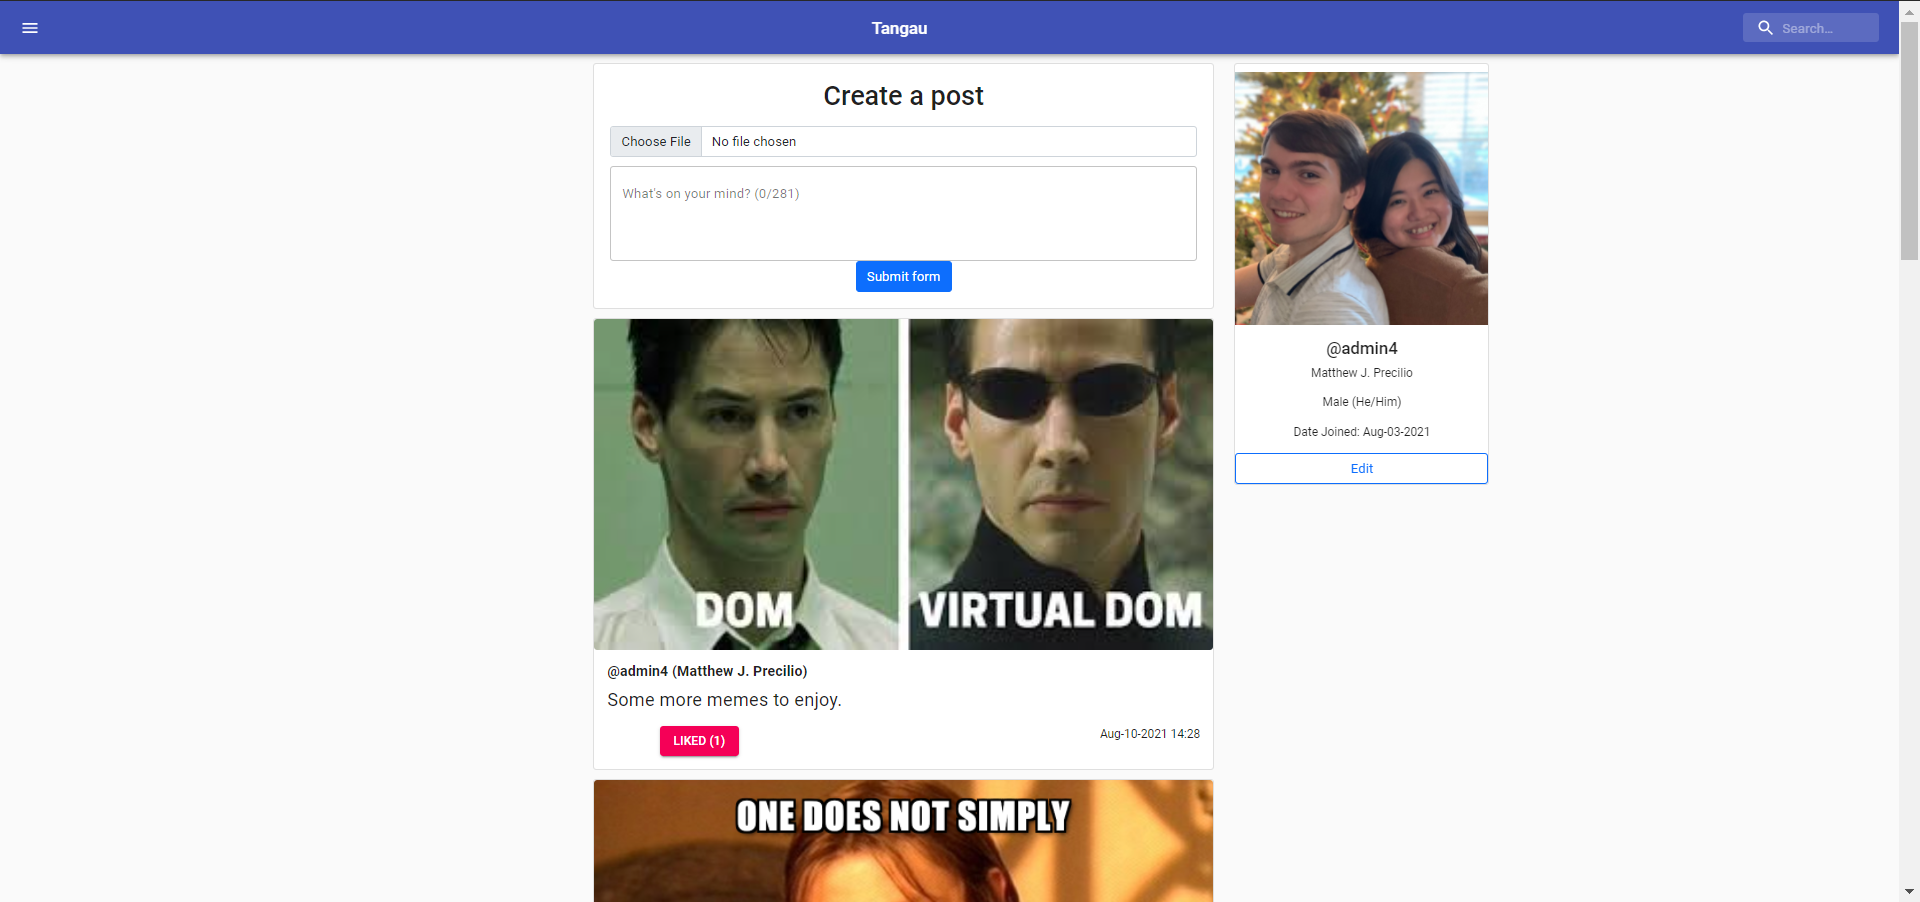 Tangau
Search…
Create a post
Choose File No file chosen
What's on your mind? (0/281)
Submit form
DOM
VIRTUAL DOM
@admin4 (Matthew J. Precilio)
Some more memes to enjoy.
LIKED (1)
Aug-10-2021 14:28
ONE DOES NOT SIMPLY
@admin4
Matthew J. Precilio
Male (He/Him)
Date Joined: Aug-03-2021
Edit